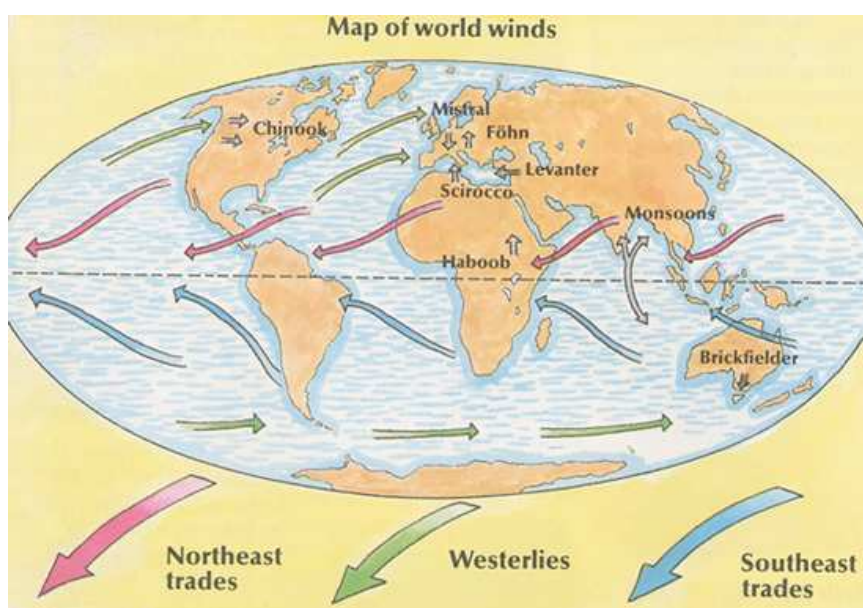 Map of world winds
Mistral
Chinook
Föhn
Levanter
Scirocco
Monsoons
Haboob
Brickfielder
Northeast
trades
Westerlies
Southeast
trades